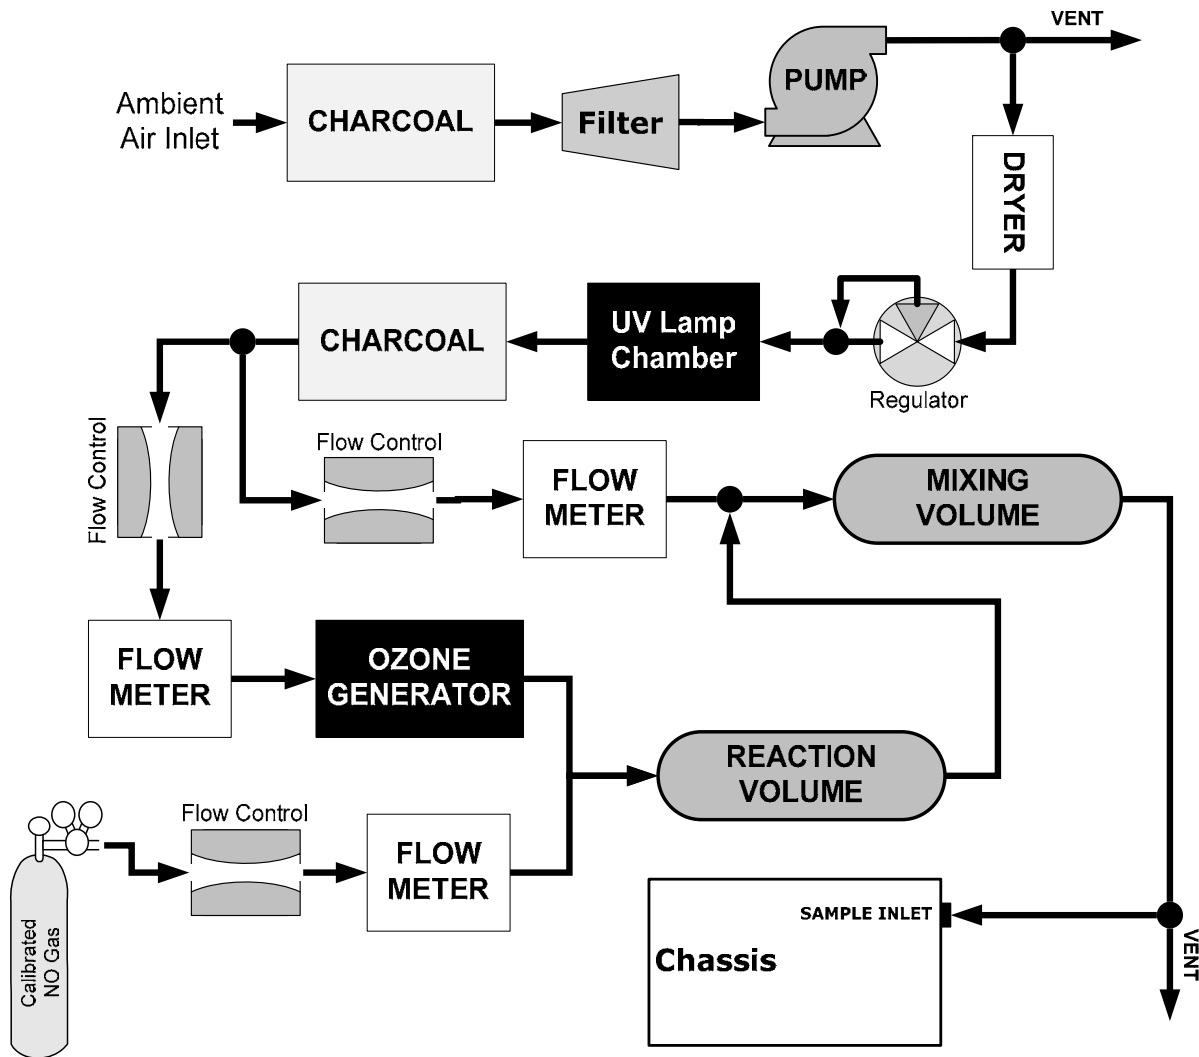 VENT
Ambient
Air Inlet
CHARCOAL
Filter
PUMP
DRYER
CHARCOAL
UV Lamp
Chamber
Regulator
Flow Control
Flow Control
FLOW
METER
MIXING
VOLUME
FLOW
METER
OZONE
GENERATOR
REACTION
VOLUME
Flow Control
FLOW
METER
Calibrated
NO Gas
SAMPLE INLET
Chassis
VENT